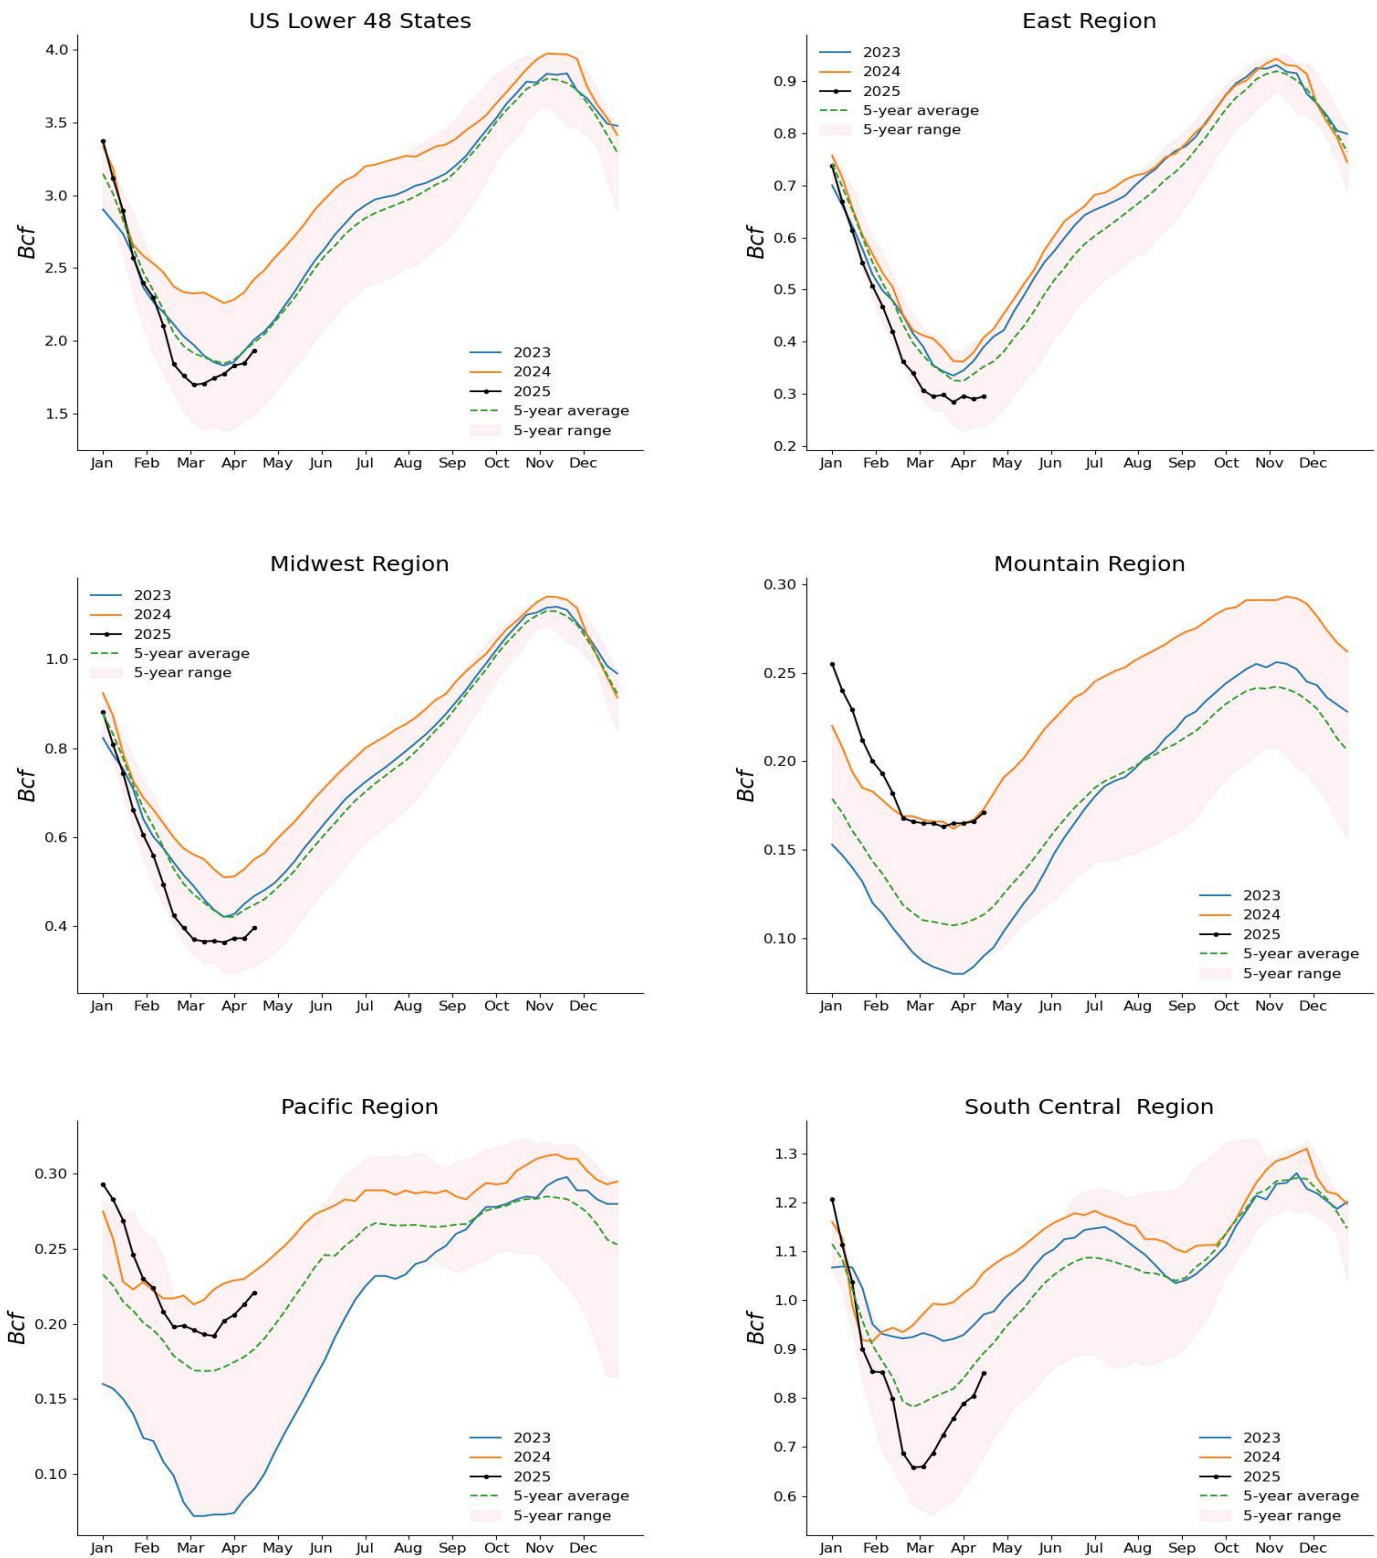 US Lower 48 States
4.0
3.5
3.0
2.5
2.0
1.5
Bcf
Jan Feb Mar Apr May Jun Jul Aug Sep Oct Nov Dec
2023
2024
2025
5-year average
5-year range
East Region
0.9
0.8
0.7
0.6
0.5
0.4
0.3
0.2
Bcf
Jan Feb Mar Apr May Jun Jul Aug Sep Oct Nov Dec
2023
2024
2025
5-year average
5-year range
Midwest Region
1.0
0.8
0.6
0.4
Bcf
Jan Feb Mar Apr May Jun Jul Aug Sep Oct Nov Dec
2023
2024
2025
5-year average
5-year range
Mountain Region
0.30
0.25
0.20
0.15
0.10
Bcf
Jan Feb Mar Apr May Jun Jul Aug Sep Oct Nov Dec
2023
2024
2025
5-year average
5-year range
Pacific Region
0.30
0.25
0.20
0.15
0.10
Bcf
Jan Feb Mar Apr May Jun Jul Aug Sep Oct Nov Dec
2023
2024
2025
5-year average
5-year range
South Central  Region
1.3
1.2
1.1
1.0
0.9
0.8
0.7
0.6
Bcf
Jan Feb Mar Apr May Jun Jul Aug Sep Oct Nov Dec
2023
2024
2025
5-year average
5-year range